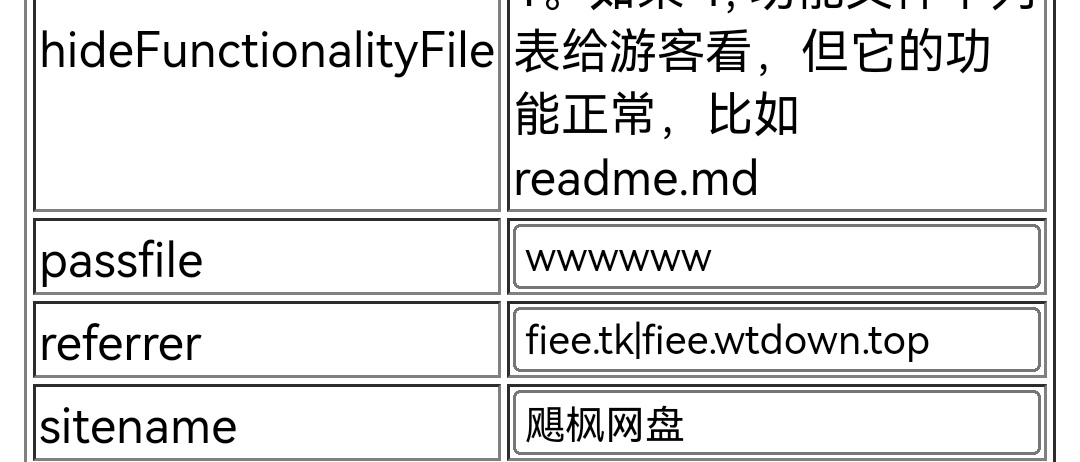 hideFunctionalityFile
表给游客看，但它的功
能正常，比如
readme.md
passfile
wwwwww
referrer
fiee.tk|fiee.wtdown.top
sitename
飓枫网盘